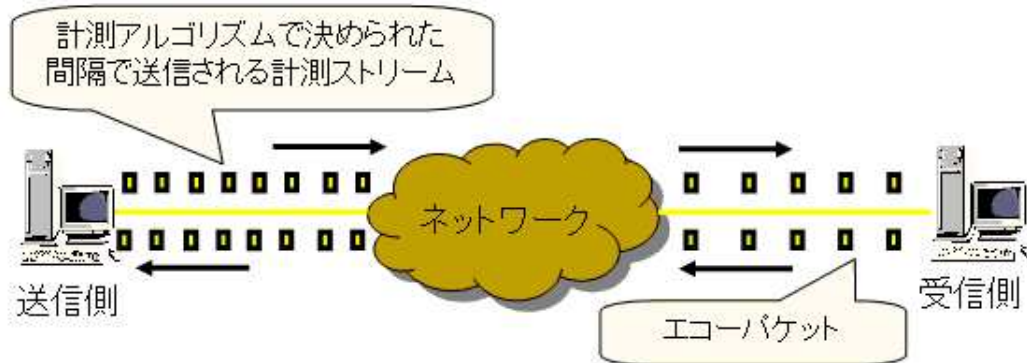 計測アルゴリズムで決められた
間隔で送信される計測ストリーム
ネットワーク
送信側
受信側
エコーパケット